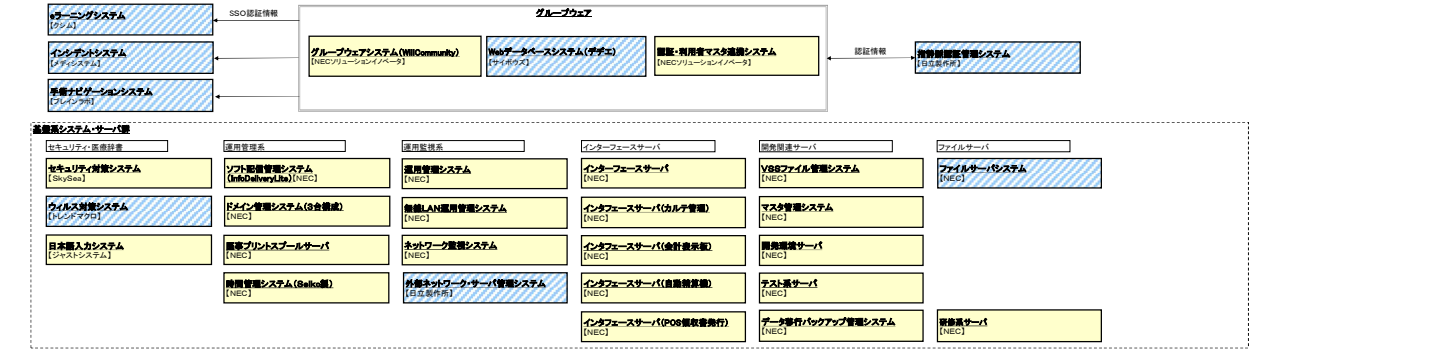 eラーニングシステム
【クシム】
SSO認証情報
インシデントシステム
【メディシステム】
手術ナビゲーションシステム
【ブレインラボ】
グループウェア
グループウェアシステム(WillCommunity)
【NECソリューションイノベータ】
Webデータベースシステム(デヂエ)
【サイボウズ】
認証・利用者マスタ連携システム
【NECソリューションイノベータ】
認証情報
指静脈認証管理システム
【日立製作所】
基盤系システム・サーバ群
セキュリティ・医療辞書
セキュリティ対策システム
【SkySea】
ウィルス対策システム
【トレンドマクロ】
日本語入力システム
【ジャストシステム】
運用管理系
ソフト配信管理システム
(InfoDeliveryLite)【NEC】
ドメイン管理システム(3台構成)
【NEC】
医事プリントスプールサーバ
【NEC】
時間管理システム(Seiko製)
【NEC】
運用監視系
運用管理システム
【NEC】
無線LAN運用管理システム
【NEC】
ネットワーク監視システム
【NEC】
外部ネットワーク・サーバ管理システム
【日立製作所】
インターフェースサーバ
インターフェースサーバ
【NEC】
インタフェースサーバ(カルテ管理)
【NEC】
インタフェースサーバ(会計表示板)
【NEC】
インタフェースサーバ(自動精算機)
【NEC】
インタフェースサーバ(POS領収書発行)
【NEC】
開発関連サーバ
VSSファイル管理システム
【NEC】
マスタ管理システム
【NEC】
開発環境サーバ
【NEC】
テスト系サーバ
【NEC】
データ移行バックアップ管理システム
【NEC】
ファイルサーバ
ファイルサーバシステム
【NEC】
研修系サーバ
【NEC】